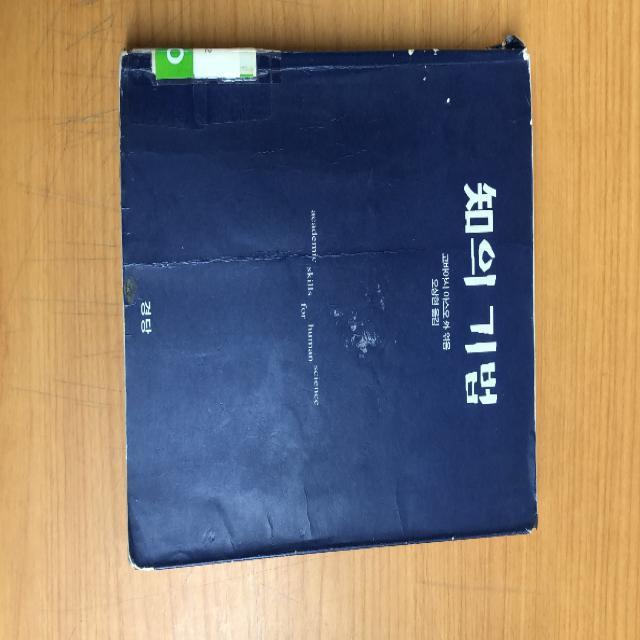 知의 기법
고바야시 야스오 外 엮음
오상현 옮김
academic skills for human science
경당